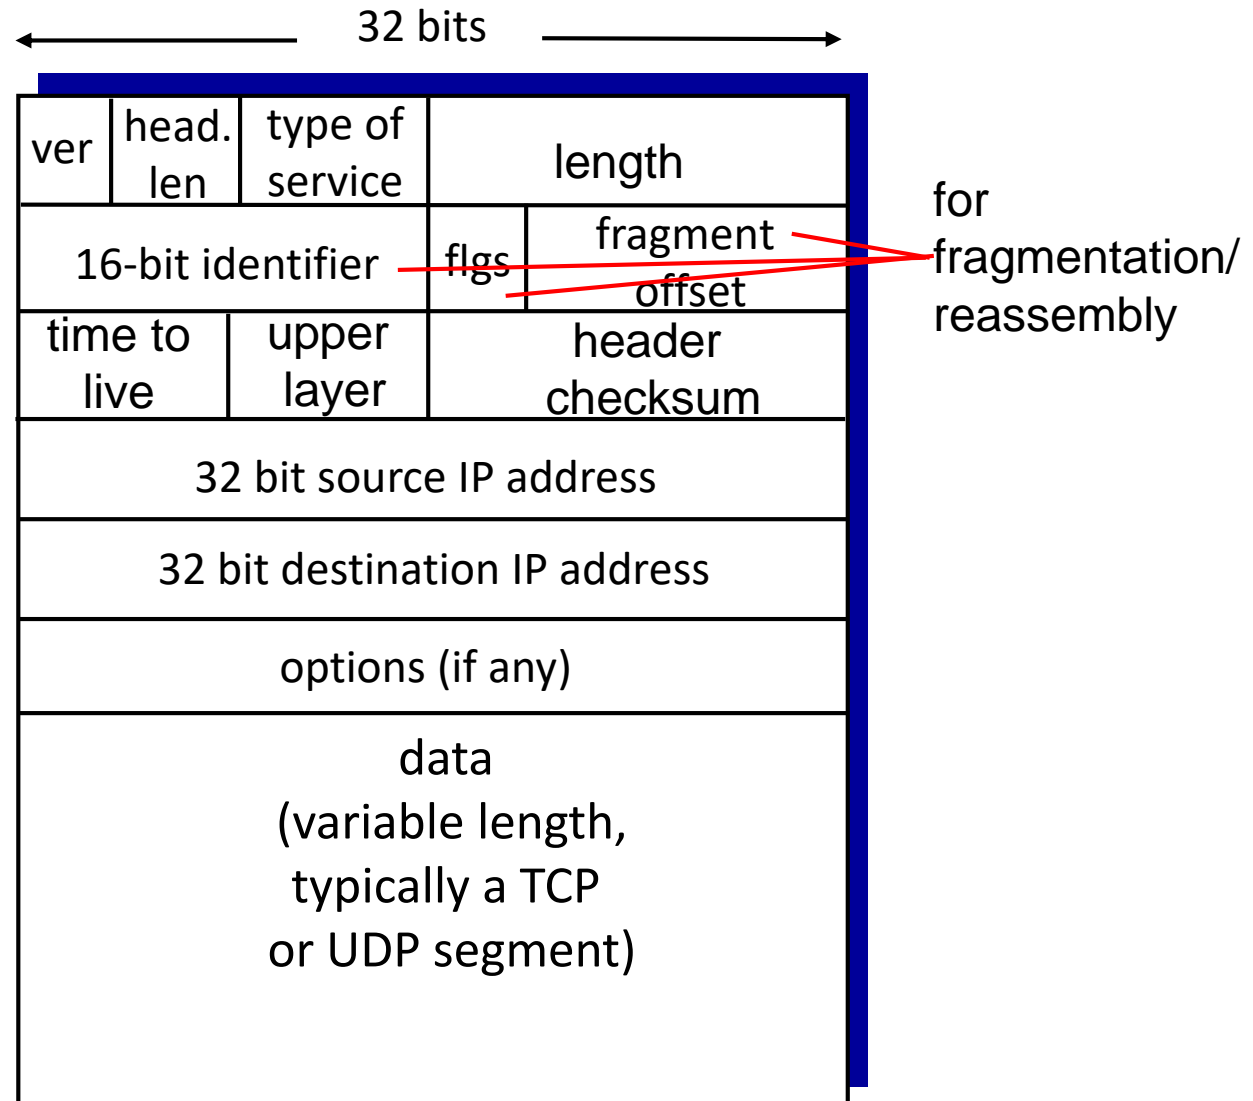 32 bits
ver
head.
len
type of
service
length
16-bit identifier
flgs
fragment
offset
for
fragmentation/
reassembly
time to
live
upper
layer
header
checksum
32 bit source IP address
32 bit destination IP address
options (if any)
data
(variable length,
typically a TCP
or UDP segment)